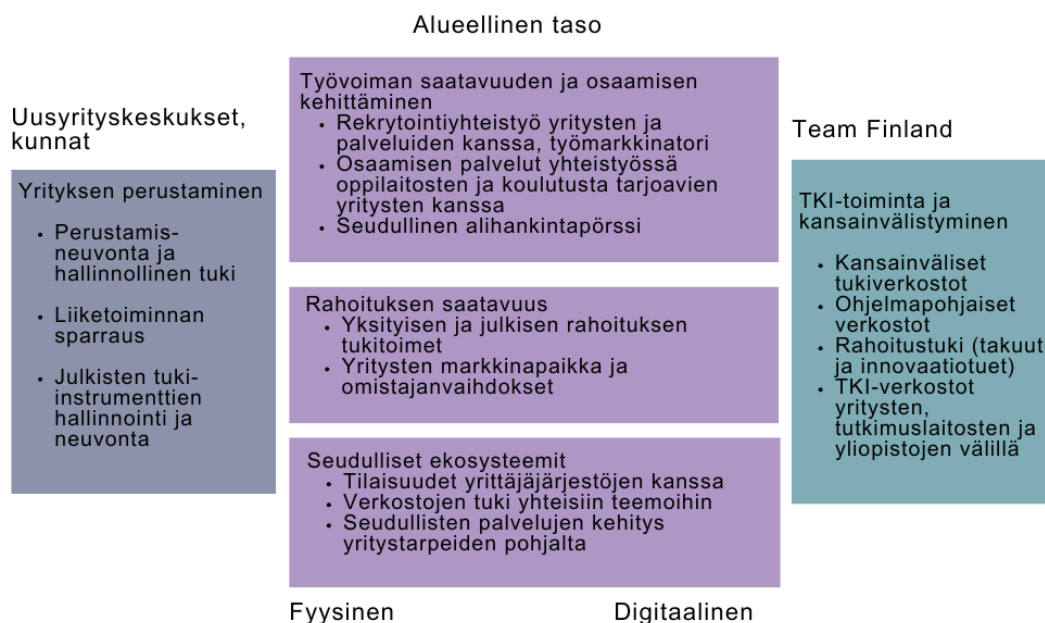 Alueellinen taso
Uusyrityskeskukset,
kunnat
Yrityksen perustaminen
• Perustamis-
neuvonta ja
hallinnollinen tuki
• Liiketoiminnan
sparraus
• Julkisten tuki-
instrumenttien
hallinnointi ja
neuvonta
Työvoiman saatavuuden ja osaamisen
kehittäminen
• Rekrytointiyhteistyö yritysten ja
palveluiden kanssa, työmarkkinatori
• Osaamisen palvelut yhteistyössä
oppilaitosten ja koulutusta tarjoavien
yritysten kanssa
• Seudullinen alihankintapörssi
Rahoituksen saatavuus
• Yksityisen ja julkisen rahoituksen
tukitoimet
• Yritysten markkinapaikka ja
omistajanvaihdokset
Seudulliset ekosysteemit
• Tilaisuudet yrittäjäjärjestöjen kanssa
• Verkostojen tuki yhteisiin teemoihin
• Seudullisten palvelujen kehitys
yritystarpeiden pohjalta
Team Finland
TKI-toiminta ja
kansainvälistyminen
• Kansainväliset
tukiverkostot
• Ohjelmapohjaiset
verkostot
• Rahoitustuki (takuut
ja innovaatiotuet)
• TKI-verkostot
yritysten,
tutkimuslaitosten ja
yliopistojen välillä
Fyysinen
Digitaalinen